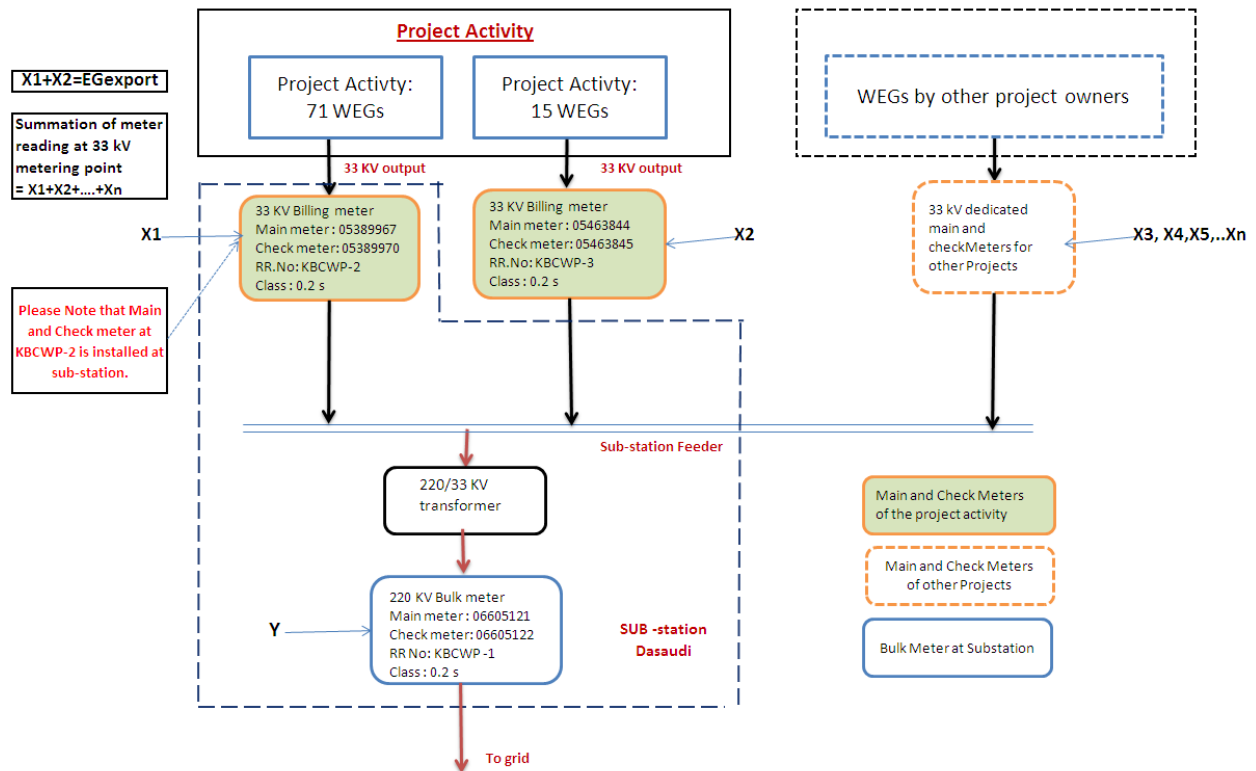 Project Activity
Project Activty:
71 WEGs
Project Activty:
15 WEGs
WEGs by other project owners
X1+X2=EGexport
Summation of meter
reading at 33 kV
metering point
= X1+X2+....+Xn
33 KV output
33 KV output
33 KV Billing meter
Main meter : 05389967
Check meter: 05389970
RR.No: KBCWP-2
Class : 0.2 s
33 KV Billing meter
Main meter : 05463844
Check meter: 05463845
RR.No: KBCWP-3
Class : 0.2 s
33 kV dedicated
main and
checkMeters for
other Projects
X1
X2
X3, X4,X5,..Xn
Please Note that Main
and Check meter at
KBCWP-2 is installed at
sub-station.
Sub-station Feeder
220/33 KV
transformer
Main and Check Meters
of the project activity
Main and Check Meters
of other Projects
Bulk Meter at Substation
220 KV Bulk meter
Main meter : 06605121
Check meter: 06605122
RR No: KBCWP -1
Class : 0.2 s
Y
SUB -station
Dasaudi
To grid